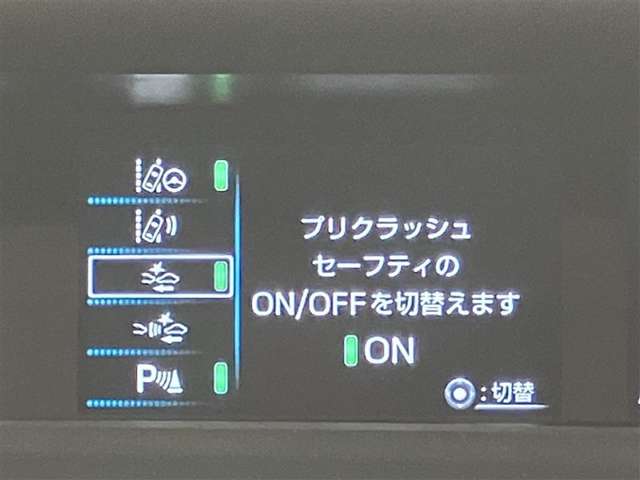 プリクラッシュ
セーフティの
ON/OFFを切替えます
ON
P
:切替